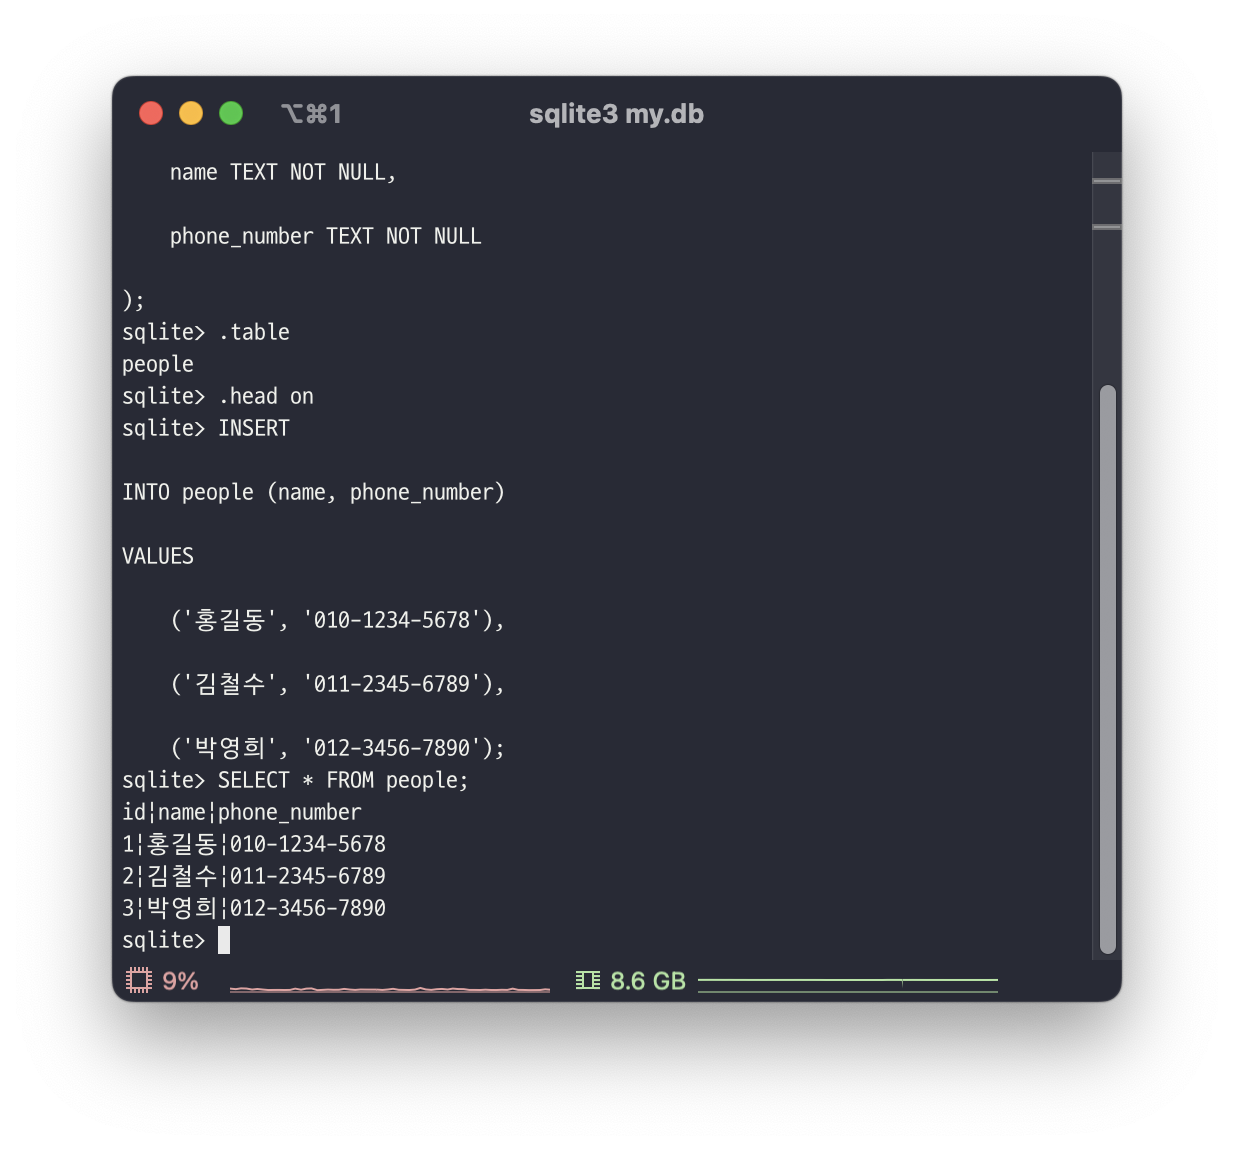 ⌥⌘1 sqlite3 my.db
name TEXT NOT NULL,
phone_number TEXT NOT NULL
);
sqlite> .table
people
sqlite> .head on
sqlite> INSERT
INTO people (name, phone_number)
VALUES
('홍길동', '010-1234-5678'),
('김철수', '011-2345-6789'),
('박영희', '012-3456-7890');
sqlite> SELECT * FROM people;
id|name|phone_number
1|홍길동|010-1234-5678
2|김철수|011-2345-6789
3|박영희|012-3456-7890
sqlite>
9% 8.6 GB